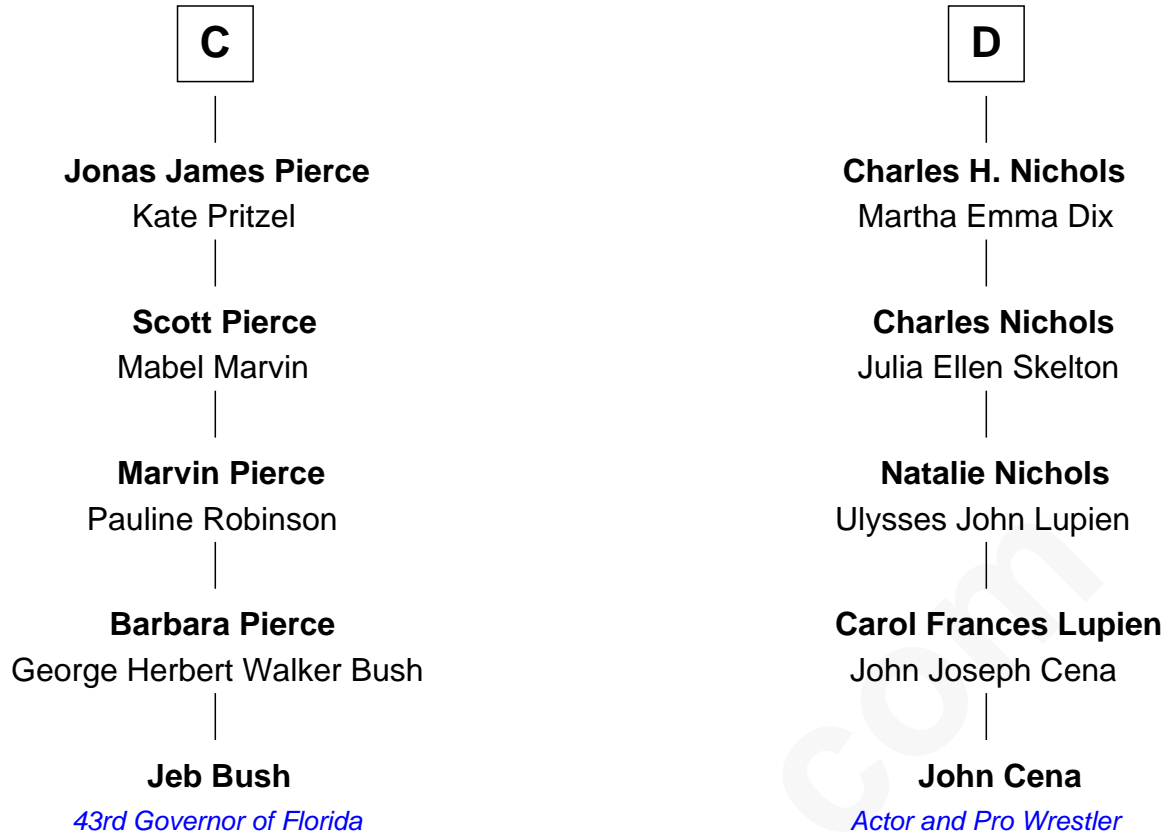 C
Jonas James Pierce
Kate Pritzel
Scott Pierce
Mabel Marvin
Marvin Pierce
Pauline Robinson
Barbara Pierce
George Herbert Walker Bush
Jeb Bush
43rd Governor of Florida
D
Charles H. Nichols
Martha Emma Dix
Charles Nichols
Julia Ellen Skelton
Natalie Nichols
Ulysses John Lupien
Carol Frances Lupien
John Joseph Cena
John Cena
Actor and Pro Wrestler
com